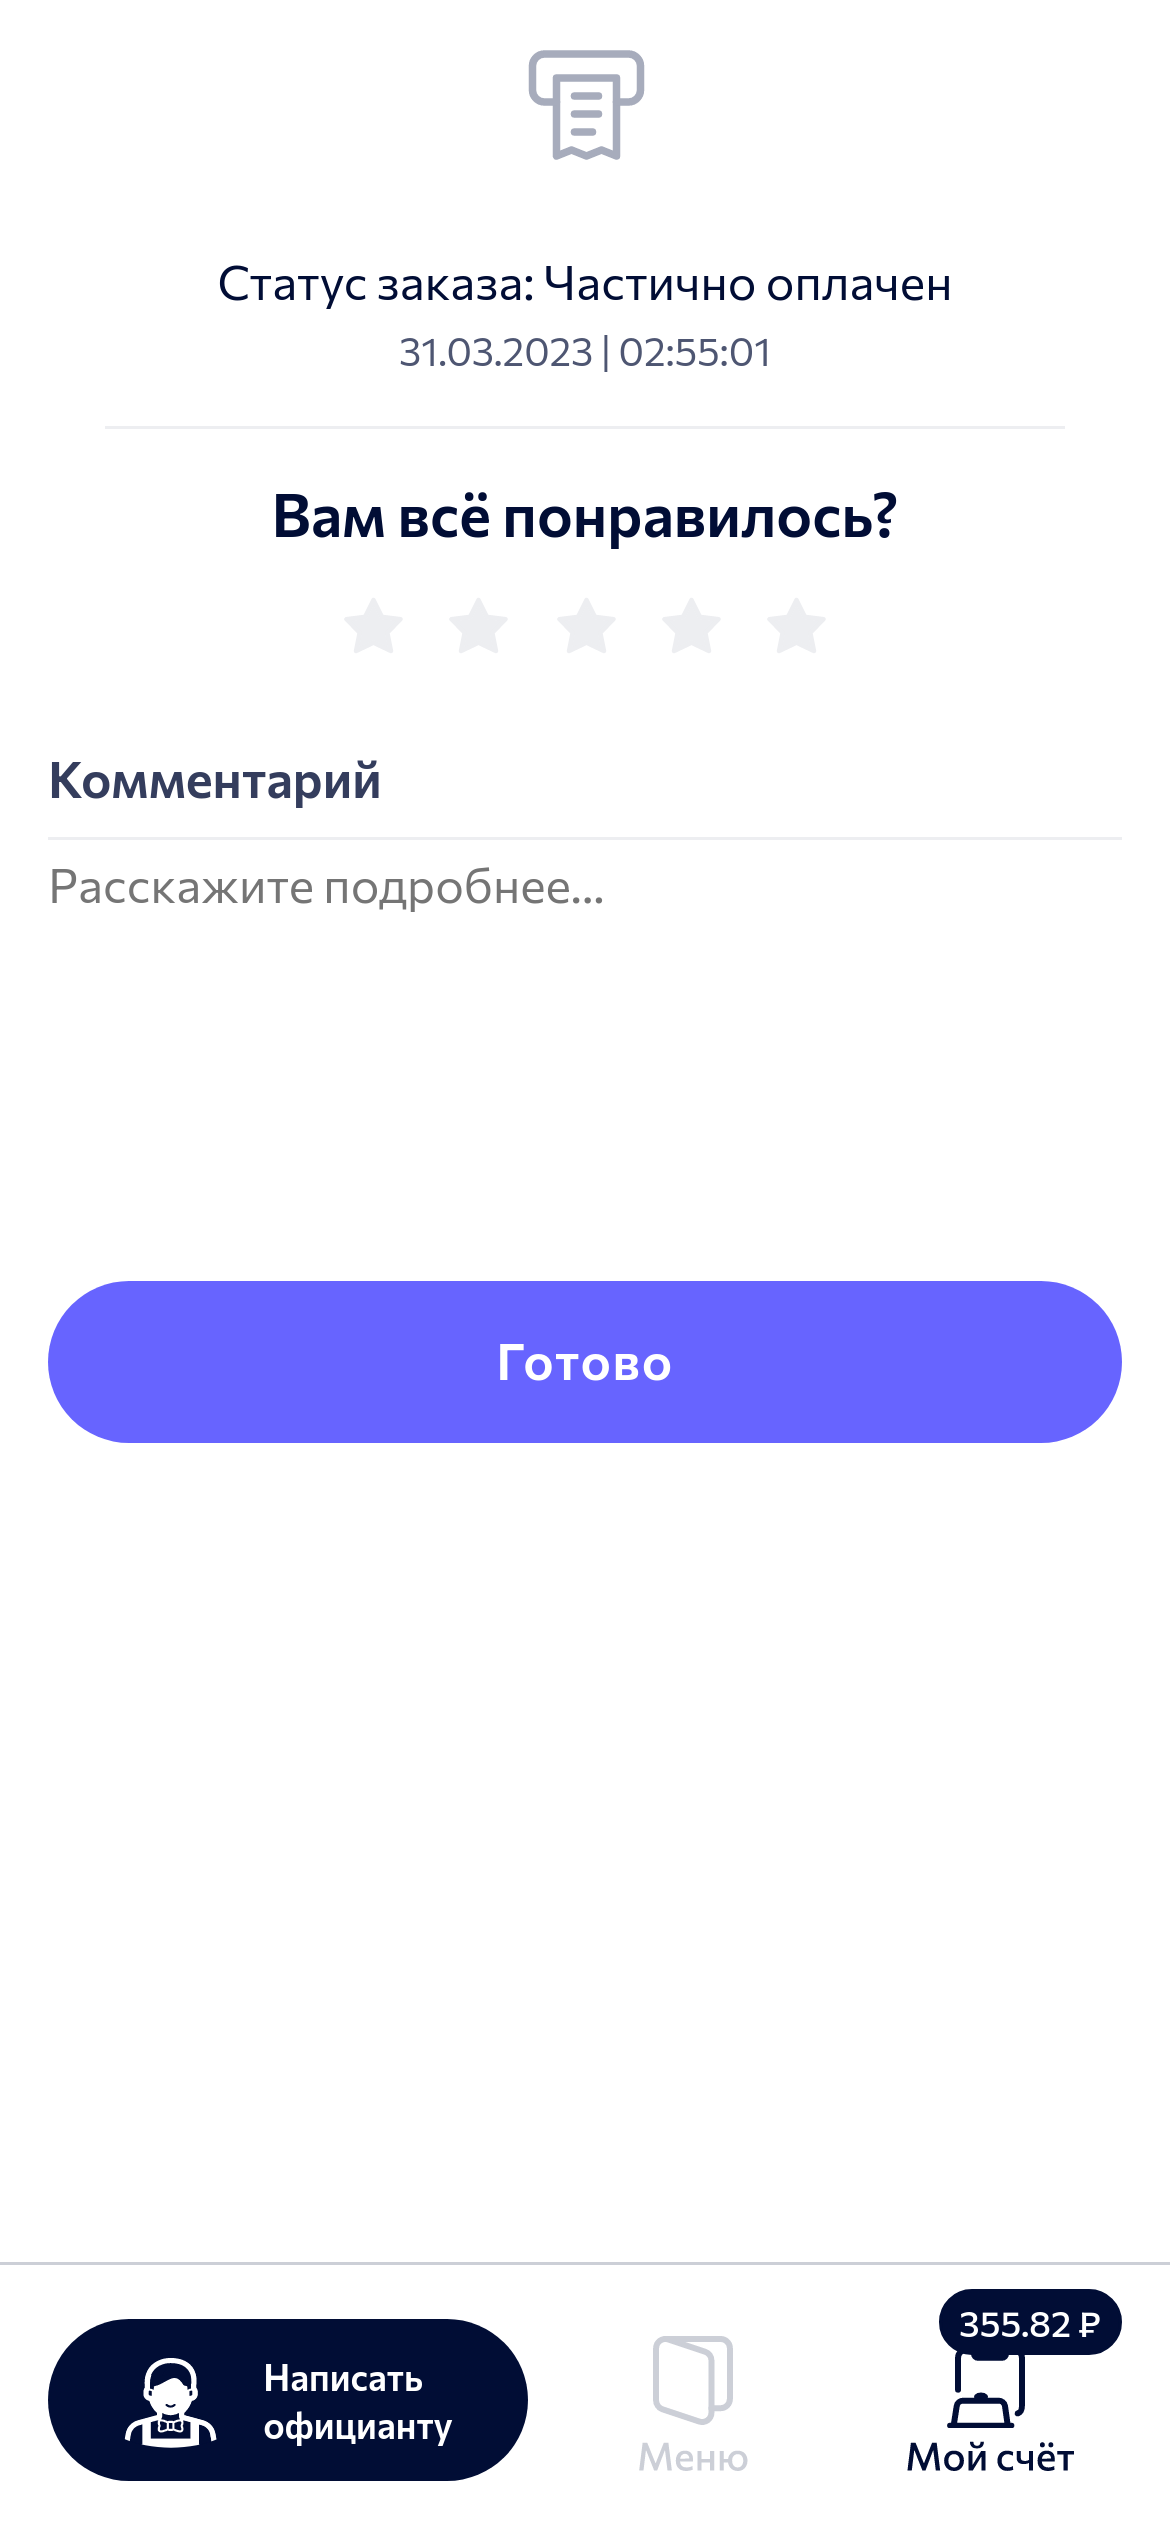 Статус заказа: Частично оплачен
31.03.2023 | 02:55:01
Вам всё понравилось?
Комментарий
Расскажите подробнее...
Готово
355.82 ₽
Написать
официанту
Меню
Мой счёт